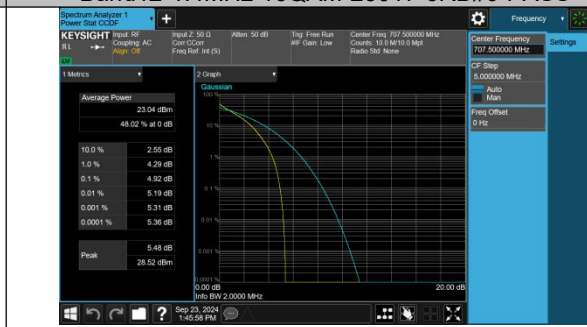 Spectrum Analyzer 1
Power Stat CCDF
Frequency
KEYSIGHT
Input: RF
Coupling: AC
Align: Off
Input Z: 50 Ω
Corr CCorr
Freq Ref: Int (S)
Atten: 50 dB
Trig: Free Run
#IF Gain: Low
Center Freq: 707.500000 MHz
Counts: 10.0 M/10.0 Mpt
Radio Std: None
RL
Center Frequency
707.500000 MHz
Settings
CF Step
5.000000 MHz
Auto
Man
Freq Offset
0 Hz
1 Metrics
2 Graph
Gaussian
Average Power
23.04 dBm
48.02 % at 0 dB
10.0 % 2.55 dB
1.0 % 4.29 dB
0.1 % 4.92 dB
0.01 % 5.19 dB
0.001 % 5.31 dB
0.0001 % 5.36 dB
Peak 5.48 dB
28.52 dBm
100 %
10 %
1 %
0.1 %
0.01 %
0.001 %
0.0001 %
0.00 dB 20.00 dB
Info BW 2.0000 MHz
Sep 23, 2024
1:45:58 PM